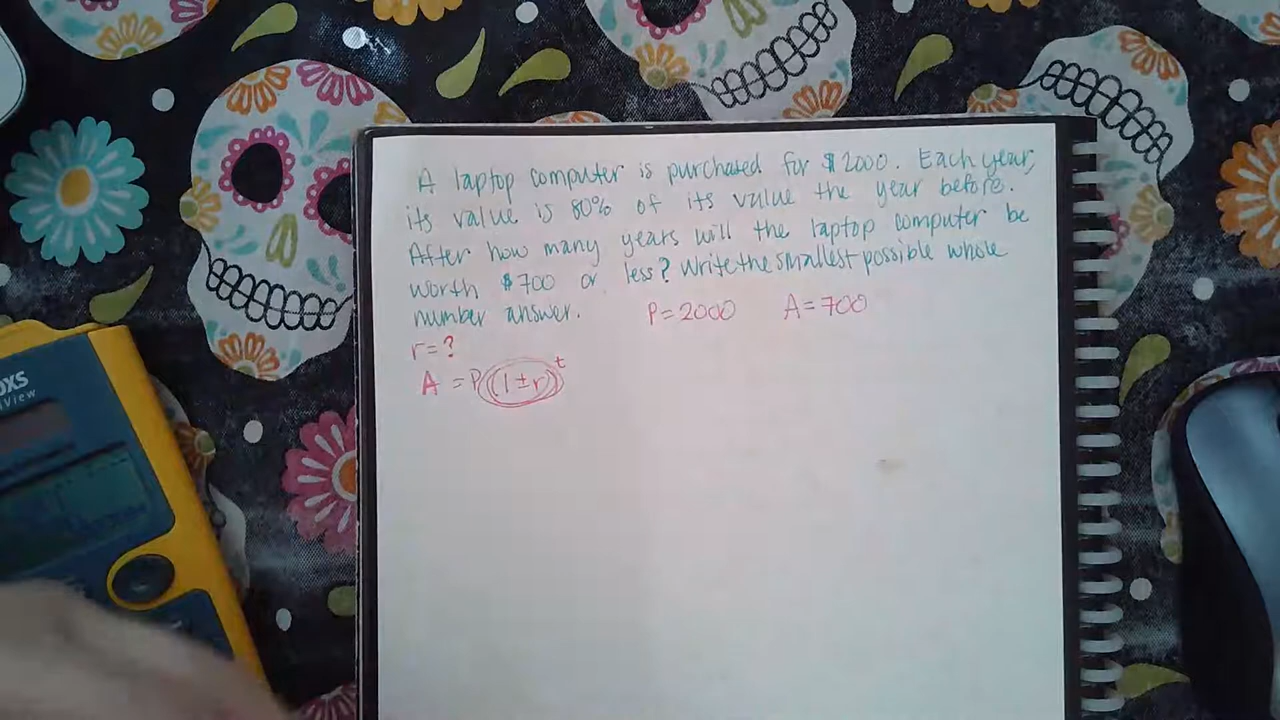 A laptop computer is purchased for $2000. Each year,
its value is 80% of its value the year before.
After how many years will the laptop computer be
worth $700 or less? Write the smallest possible whole
number answer. P=2000 A=700
r=?
A = P(1±r)^t